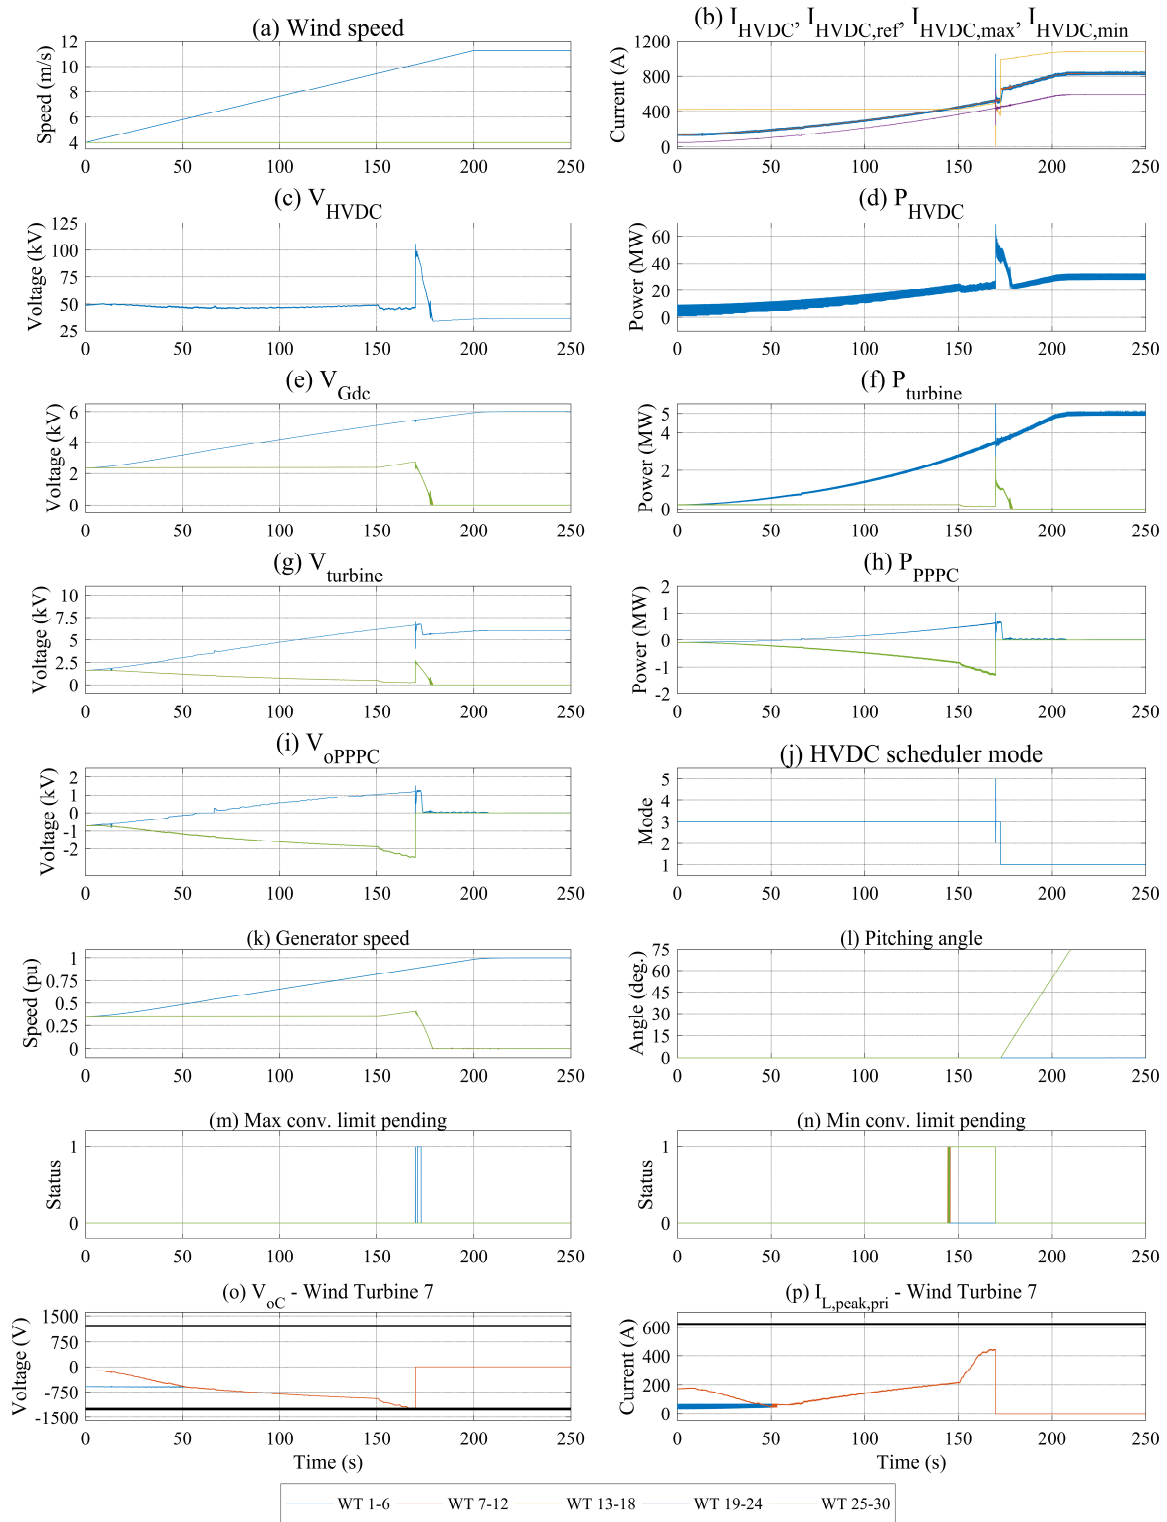 (a) Wind speed
Speed (m/s)
12
10
8
6
4
0 50 100 150 200 250
(b) I_HVDC, I_HVDC,ref, I_HVDC,max, I_HVDC,min
Current (A)
1200
800
400
0
0 50 100 150 200 250
(c) V_HVDC
Voltage (kV)
125
100
75
50
25
0 50 100 150 200 250
(d) P_HVDC
Power (MW)
60
40
20
0
0 50 100 150 200 250
(e) V_Gdc
Voltage (kV)
6
4
2
0
0 50 100 150 200 250
(f) P_turbine
Power (MW)
5
4
2
0
0 50 100 150 200 250
(g) V_turbine
Voltage (kV)
10
7.5
5
2.5
0
0 50 100 150 200 250
(h) P_PPPC
Power (MW)
2
1
0
-1
-2
0 50 100 150 200 250
(i) V_oPPPC
Voltage (kV)
2
1
0
-1
-2
0 50 100 150 200 250
(j) HVDC scheduler mode
Mode
5
4
3
2
1
0 50 100 150 200 250
(k) Generator speed
Speed (pu)
1
0.75
0.5
0.25
0
0 50 100 150 200 250
(l) Pitching angle
Angle (deg.)
75
60
45
30
15
0
0 50 100 150 200 250
(m) Max conv. limit pending
Status
1
0
0 50 100 150 200 250
(n) Min conv. limit pending
Status
1
0
0 50 100 150 200 250
(o) V_oC - Wind Turbine 7
Voltage (V)
1500
750
0
-750
-1500
0 50 100 150 200 250
Time (s)
(p) I_L,peak,pri - Wind Turbine 7
Current (A)
600
400
200
0
0 50 100 150 200 250
Time (s)
WT 1-6 WT 7-12 WT 13-18 WT 19-24 WT 25-30